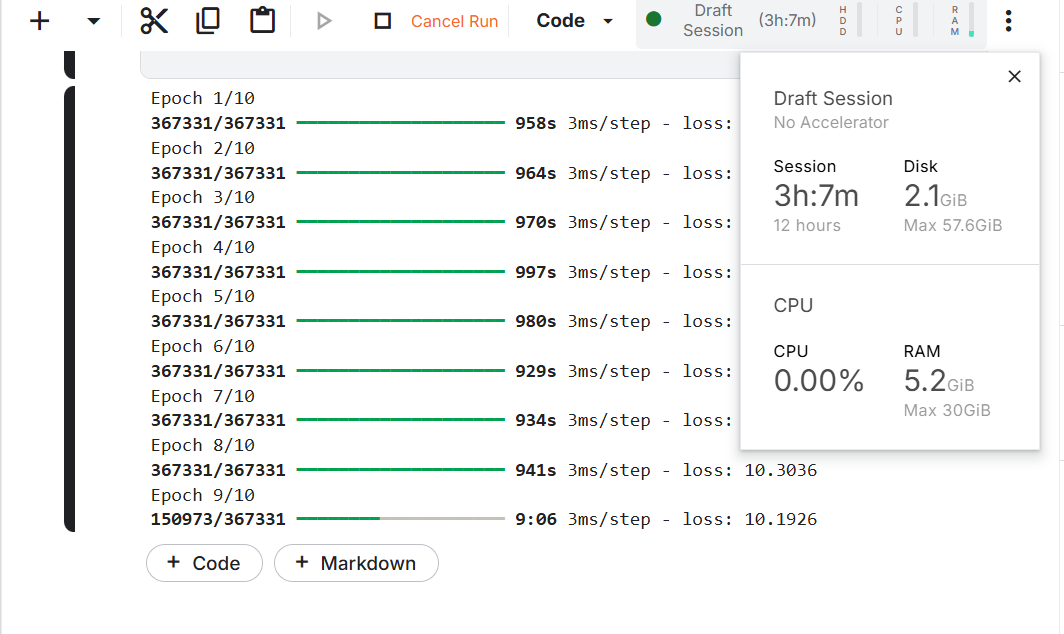 Cancel Run
Code
Draft Session
(3h:7m)
HDD
CPU
RAM
Epoch 1/10
367331/367331 958s 3ms/step - loss:
Epoch 2/10
367331/367331 964s 3ms/step - loss:
Epoch 3/10
367331/367331 970s 3ms/step - loss:
Epoch 4/10
367331/367331 997s 3ms/step - loss:
Epoch 5/10
367331/367331 980s 3ms/step - loss:
Epoch 6/10
367331/367331 929s 3ms/step - loss:
Epoch 7/10
367331/367331 934s 3ms/step - loss:
Epoch 8/10
367331/367331 941s 3ms/step - loss: 10.3036
Epoch 9/10
150973/367331 9:06 3ms/step - loss: 10.1926
+ Code
+ Markdown
Draft Session
No Accelerator
Session
3h:7m
12 hours
Disk
2.1GiB
Max 57.6GiB
CPU
CPU
0.00%
RAM
5.2GiB
Max 30GiB